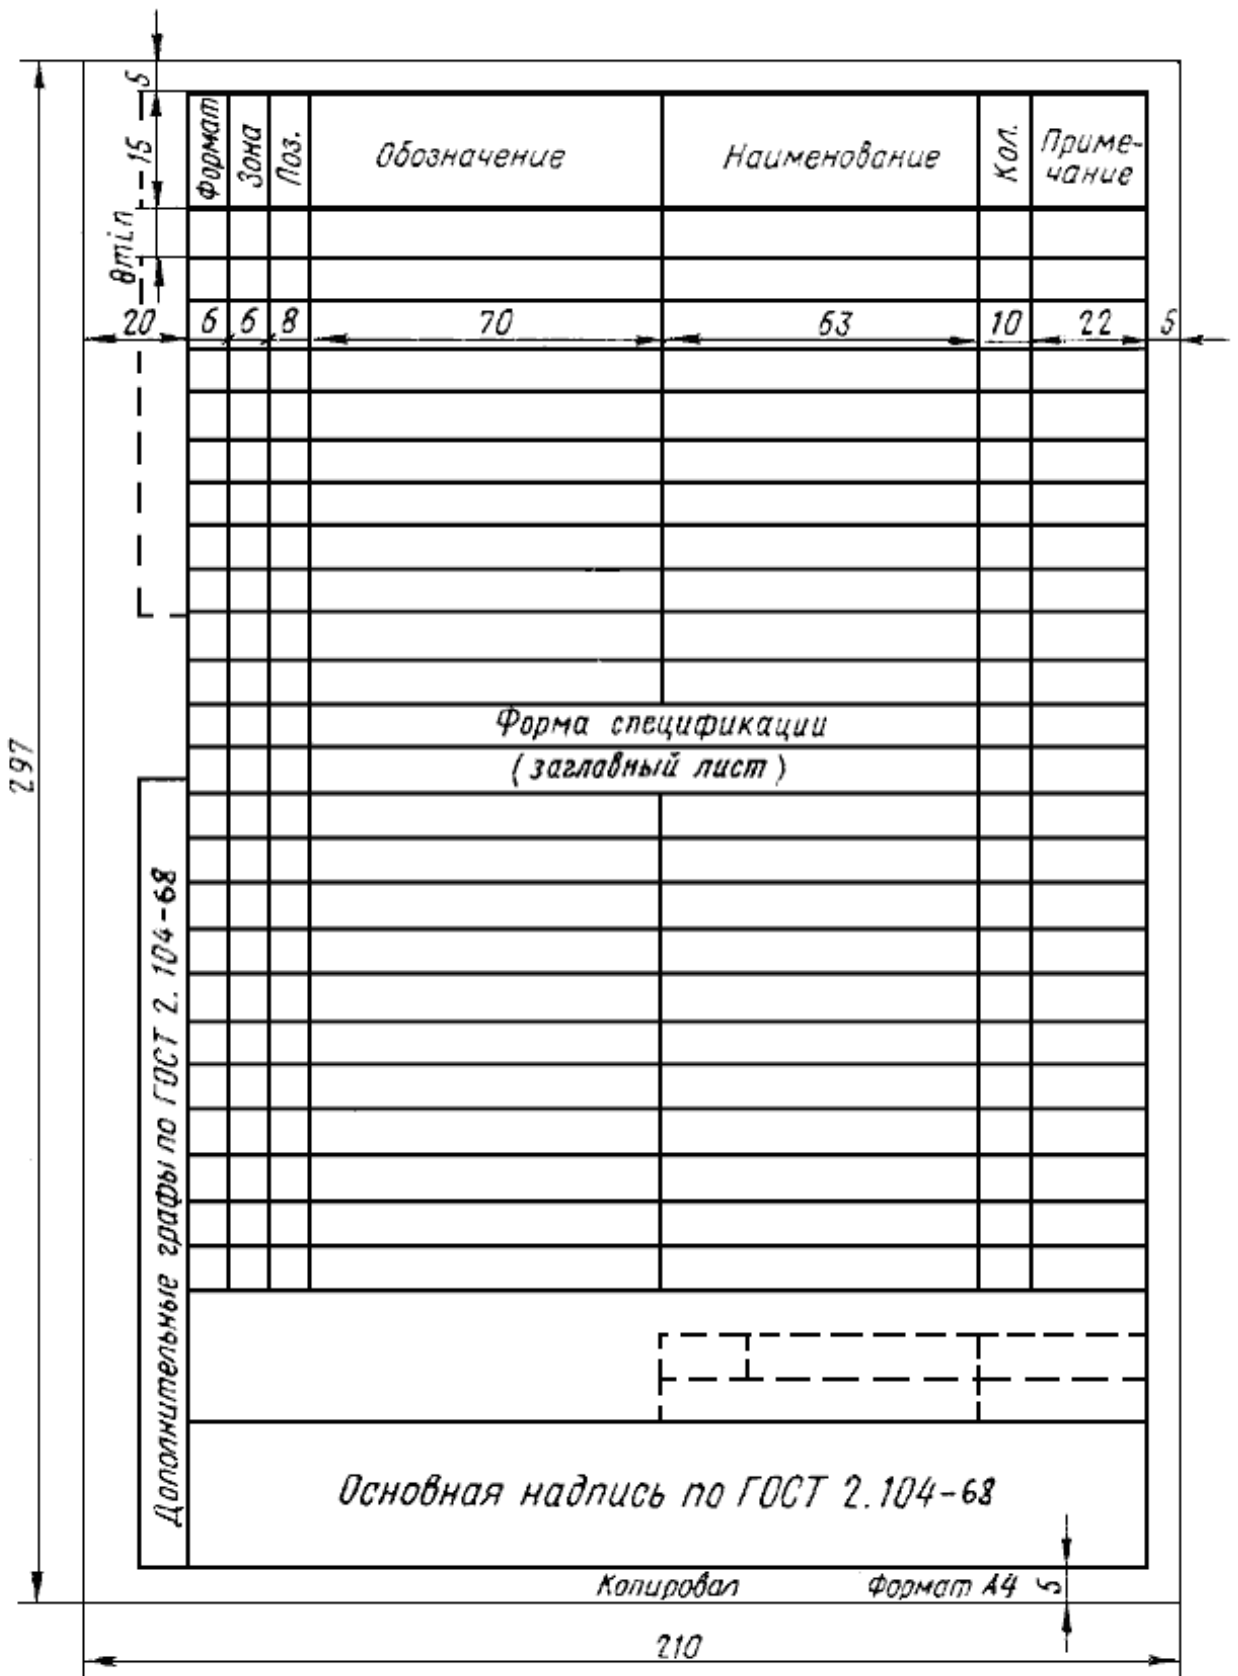 5
15
8min
Формат
Зона
Поз.
Обозначение
Наименование
Кол.
Приме-
чание
20 6 6 8 70 63 10 22 5
297
Форма спецификации
(заглавный лист)
Дополнительные графы по ГОСТ 2.104-68
Основная надпись по ГОСТ 2.104-68
Копировал Формат А4 5
210